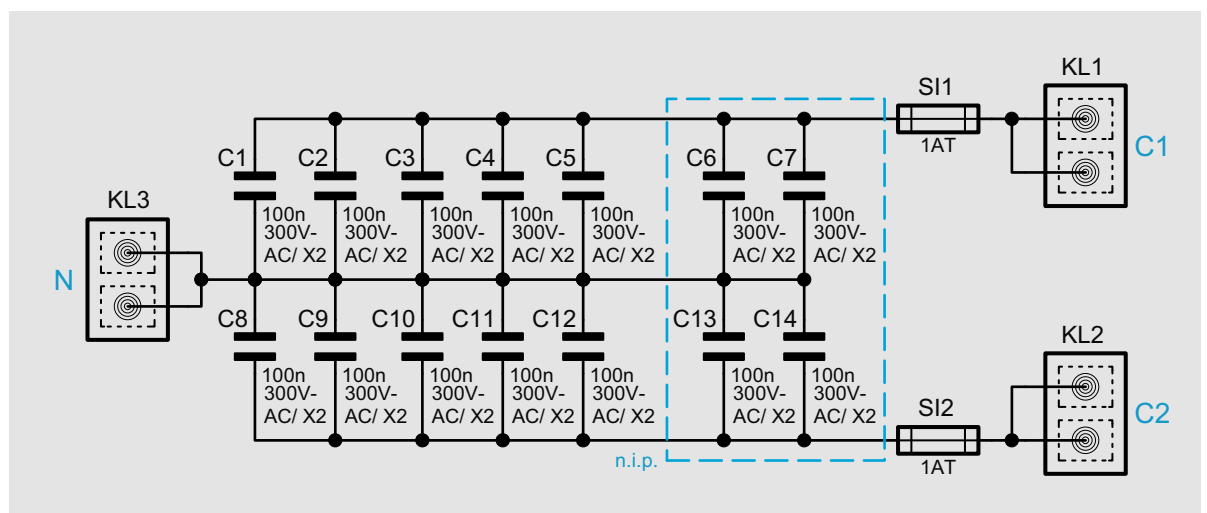 KL1
SI1
1AT
C1
C1 C2 C3 C4 C5 C6 C7
KL3
100n 100n 100n 100n 100n 100n 100n
300V- 300V- 300V- 300V- 300V- 300V- 300V-
AC/ X2 AC/ X2 AC/ X2 AC/ X2 AC/ X2 AC/ X2 AC/ X2
N
C8 C9 C10 C11 C12 C13 C14
KL2
100n 100n 100n 100n 100n 100n 100n
300V- 300V- 300V- 300V- 300V- 300V- 300V-
AC/ X2 AC/ X2 AC/ X2 AC/ X2 AC/ X2 AC/ X2 AC/ X2
SI2
C2
n.i.p.
1AT